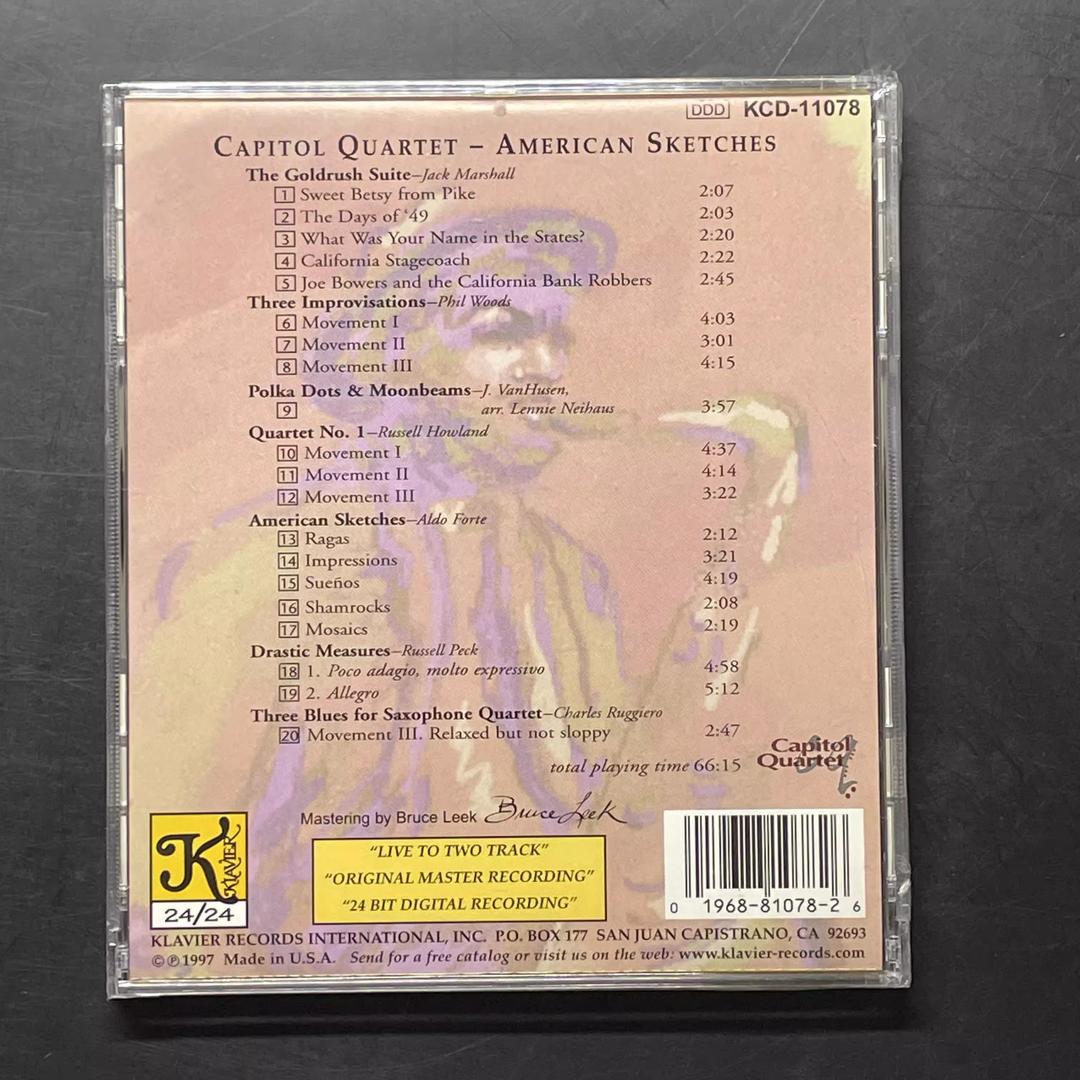 DDD KCD-11078
CAPITOL QUARTET – AMERICAN SKETCHES
The Goldrush Suite–Jack Marshall
1 Sweet Betsy from Pike 2:07
2 The Days of ‘49 2:03
3 What Was Your Name in the States? 2:20
4 California Stagecoach 2:22
5 Joe Bowers and the California Bank Robbers 2:45
Three Improvisations–Phil Woods
6 Movement I 4:03
7 Movement II 3:01
8 Movement III 4:15
Polka Dots & Moonbeams–J. VanHusen,
9 arr. Lennie Neihaus 3:57
Quartet No. 1–Russell Howland
10 Movement I 4:37
11 Movement II 4:14
12 Movement III 3:22
American Sketches–Aldo Forte
13 Ragas 2:12
14 Impressions 3:21
15 Sueños 4:19
16 Shamrocks 2:08
17 Mosaics 2:19
Drastic Measures–Russell Peck
18 1. Poco adagio, molto expressivo 4:58
19 2. Allegro 5:12
Three Blues for Saxophone Quartet–Charles Ruggiero
20 Movement III. Relaxed but not sloppy 2:47
total playing time 66:15
Capitol
Quartet
Mastering by Bruce Leek Bruce Leek
K KLAVIER
24/24
“LIVE TO TWO TRACK”
“ORIGINAL MASTER RECORDING”
“24 BIT DIGITAL RECORDING”
0 1968-81078-2 6
KLAVIER RECORDS INTERNATIONAL, INC. P.O. BOX 177 SAN JUAN CAPISTRANO, CA 92693
©℗1997 Made in U.S.A. Send for a free catalog or visit us on the web: www.klavier-records.com